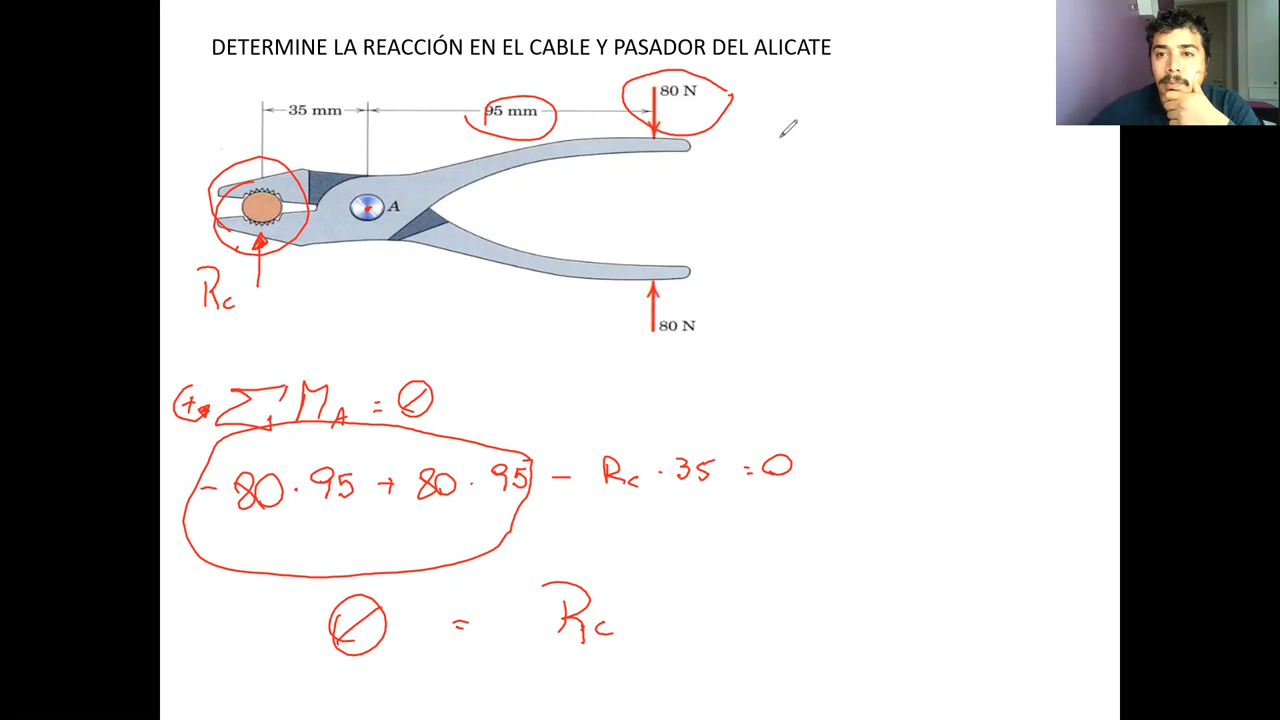 DETERMINE LA REACCIÓN EN EL CABLE Y PASADOR DEL ALICATE
80 N
35 mm
95 mm
A
Rc
80 N
+ ΣM_A = 0
- 80 · 95 + 80 · 95 - Rc · 35 = 0
0 = Rc